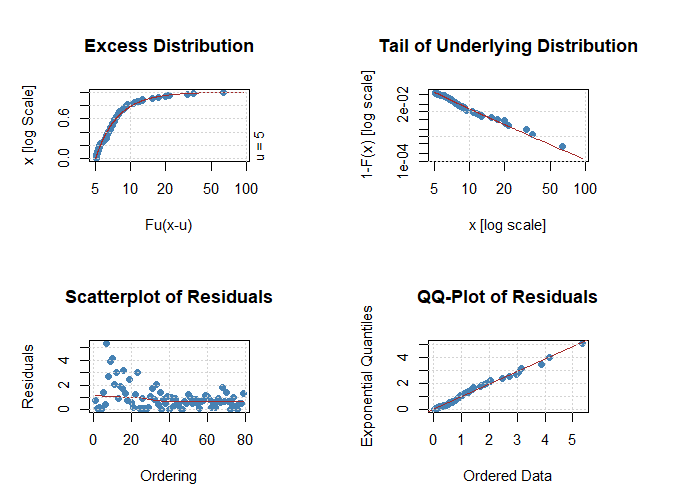 Excess Distribution
x [log Scale]
0.0 0.6
5 10 20 50 100
u = 5
Fu(x-u)
Tail of Underlying Distribution
1-F(x) [log scale]
1e-04 2e-02
5 10 20 50 100
x [log scale]
Scatterplot of Residuals
Residuals
0 2 4
0 20 40 60 80
Ordering
QQ-Plot of Residuals
Exponential Quantiles
0 2 4
0 1 2 3 4 5
Ordered Data